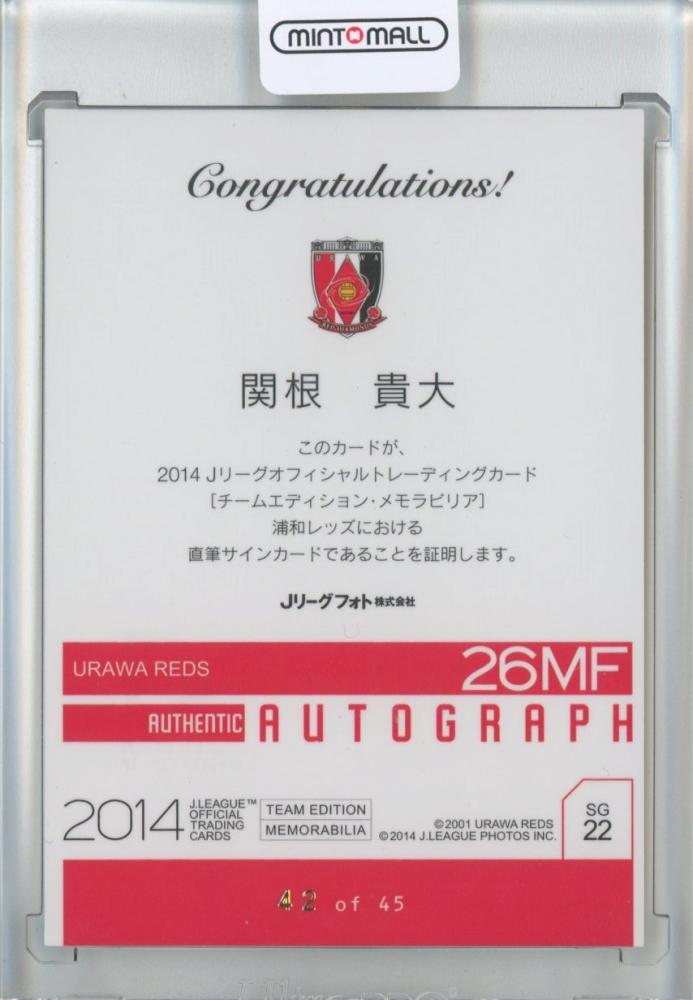 MINT MALL
Congratulations!
URAWA
RED DIAMONDS
関根 貴大
このカードが、
2014 Jリーグオフィシャルトレーディングカード
[チームエディション・メモラビリア]
浦和レッズにおける
直筆サインカードであることを証明します。
Jリーグフォト株式会社
URAWA REDS 26MF
AUTHENTIC AUTOGRAPH
2014 J.LEAGUE™
OFFICIAL
TRADING
CARDS
TEAM EDITION
MEMORABILIA
©2001 URAWA REDS
©2014 J.LEAGUE PHOTOS INC.
SG
22
42 of 45